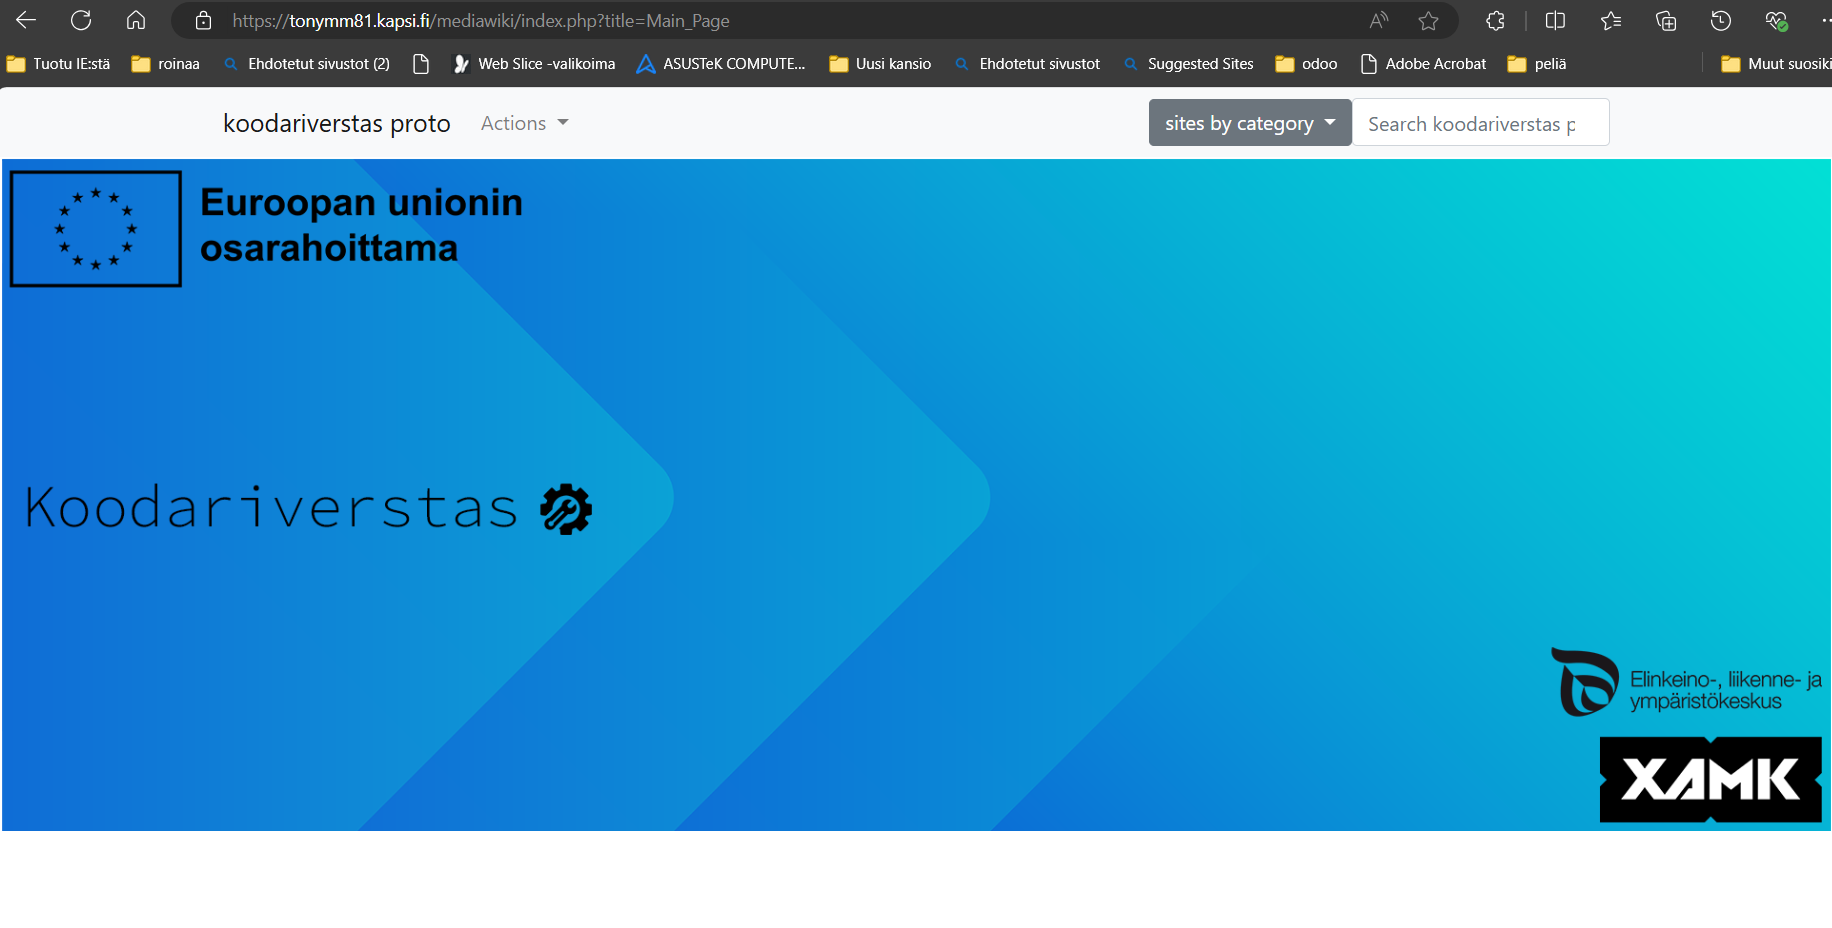 https://tonymm81.kapsi.fi/mediawiki/index.php?title=Main_Page
Tuotu IE:stä roinaa Ehdotetut sivustot (2) Web Slice -valikoima ASUSTeK COMPUTE... Uusi kansio Ehdotetut sivustot Suggested Sites odoo Adobe Acrobat peliä Muut suosiki
koodariverstas proto Actions sites by category Search koodariverstas p
Euroopan unionin
osarahoittama
Koodariverstas
Elinkeino-, liikenne- ja
ympäristökeskus
XAMK